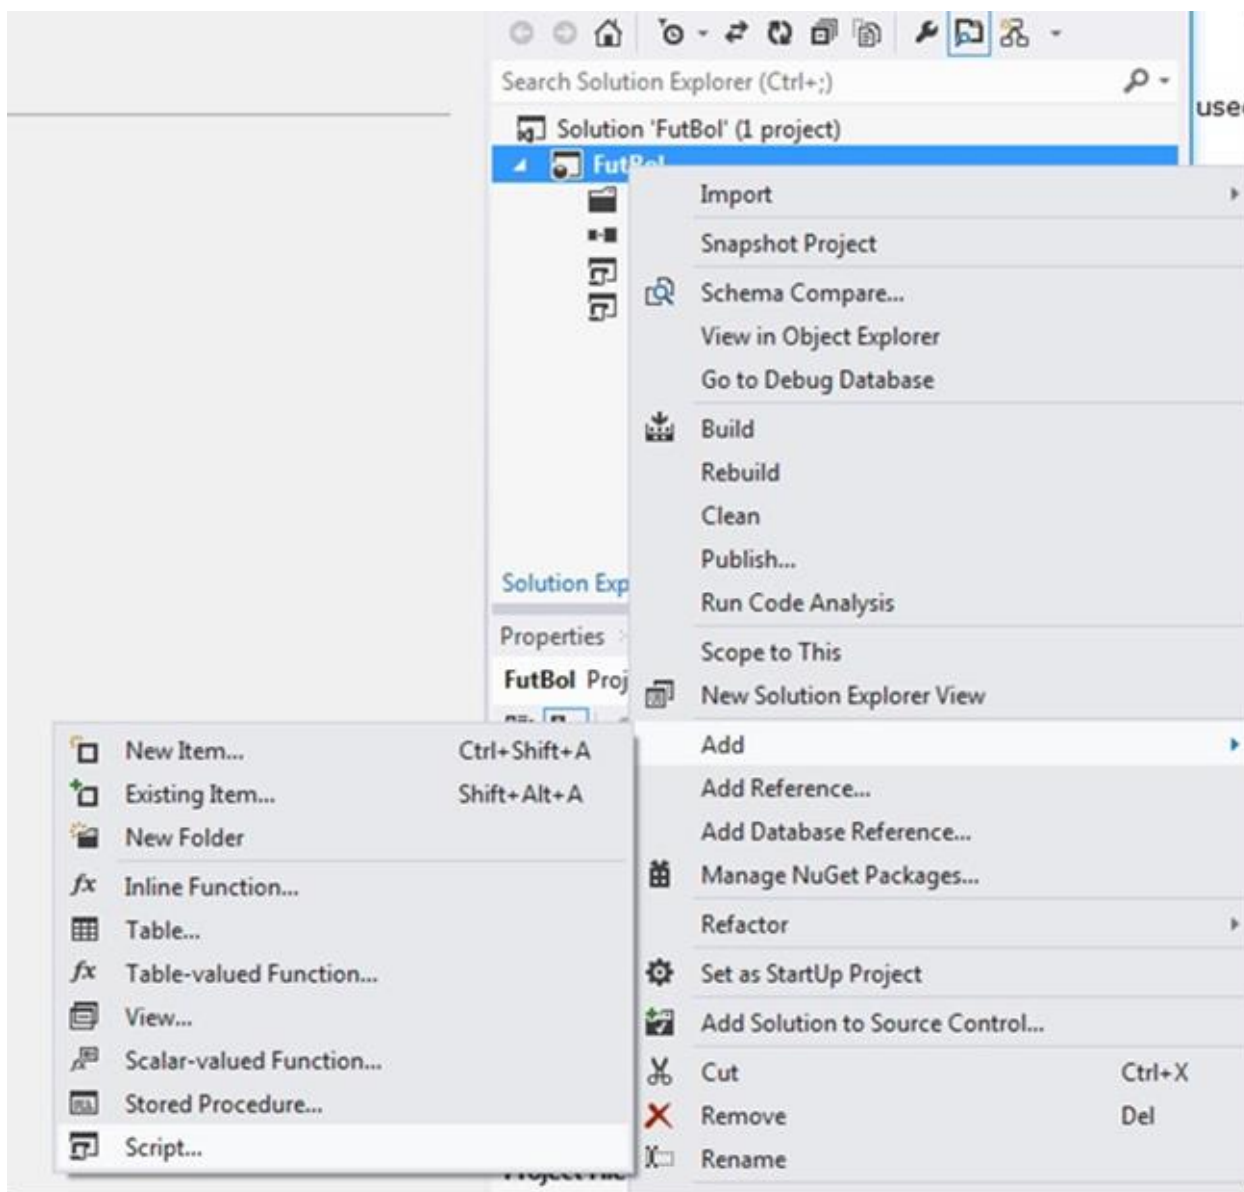 Search Solution Explorer (Ctrl+;)
use
Solution 'FutBol' (1 project)
FutBol
Import
Snapshot Project
Schema Compare...
View in Object Explorer
Go to Debug Database
Build
Rebuild
Clean
Publish...
Solution Exp
Run Code Analysis
Properties
Scope to This
FutBol Proj
New Solution Explorer View
Add
Add Reference...
Add Database Reference...
Manage NuGet Packages...
Refactor
Set as StartUp Project
Add Solution to Source Control...
Cut Ctrl+X
Remove Del
Rename
New Item... Ctrl+Shift+A
Existing Item... Shift+Alt+A
New Folder
fx Inline Function...
Table...
fx Table-valued Function...
View...
Scalar-valued Function...
Stored Procedure...
Script...